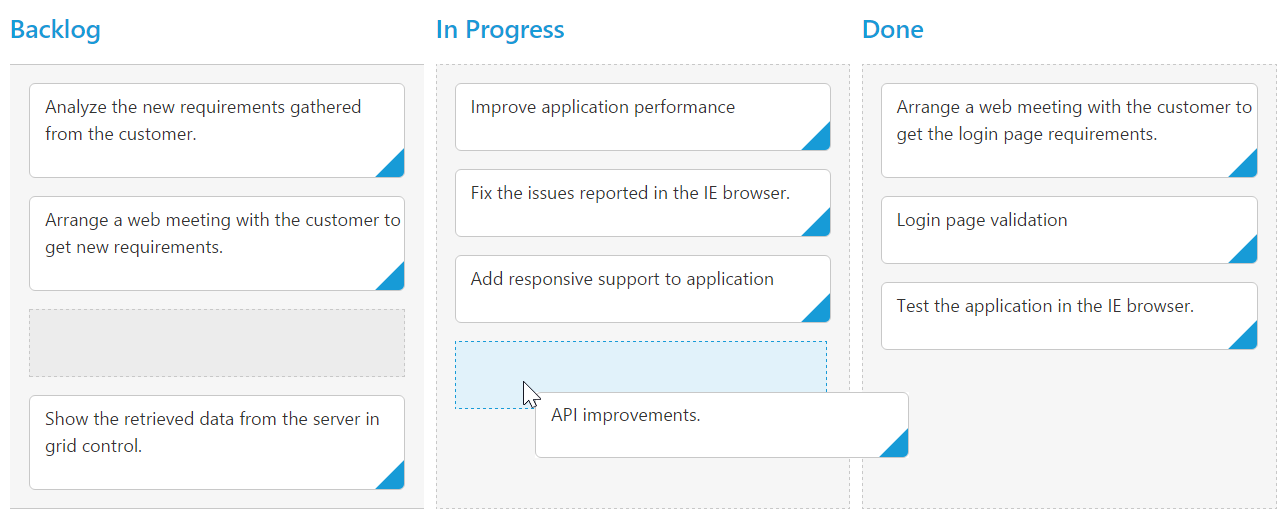 Backlog
Analyze the new requirements gathered
from the customer.
Arrange a web meeting with the customer to
get new requirements.
Show the retrieved data from the server in
grid control.
In Progress
Improve application performance
Fix the issues reported in the IE browser.
Add responsive support to application
API improvements.
Done
Arrange a web meeting with the customer to
get the login page requirements.
Login page validation
Test the application in the IE browser.